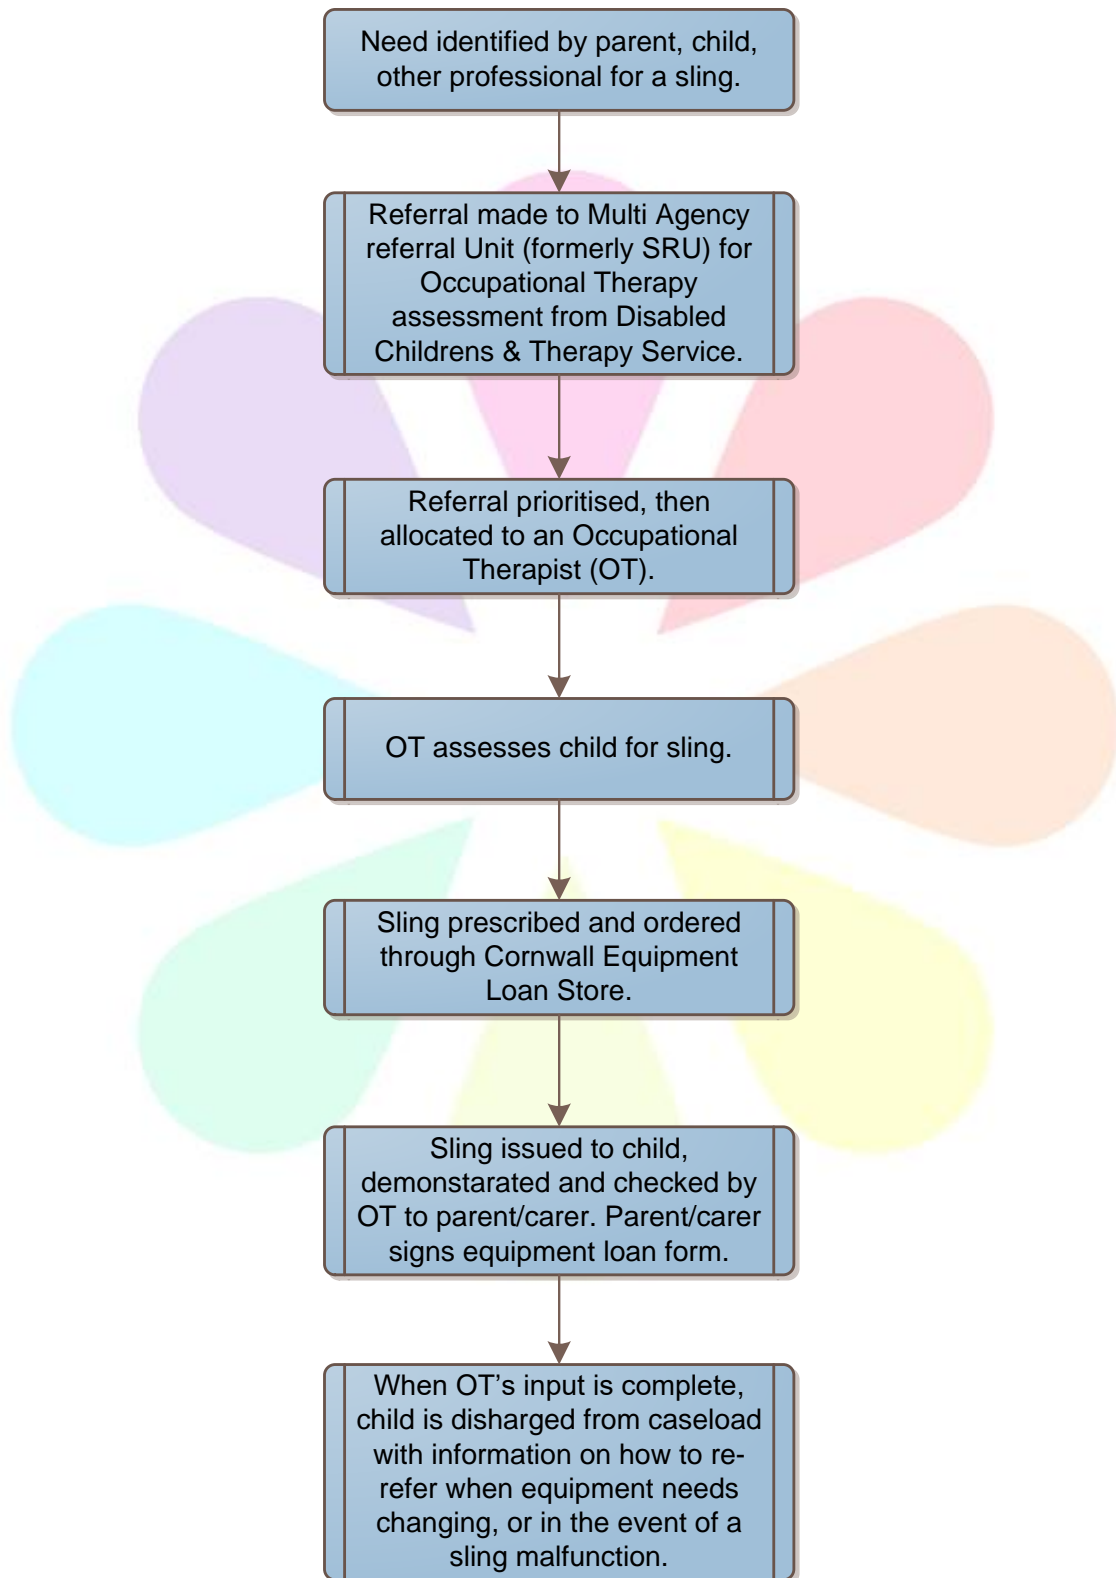 Need identified by parent, child,
other professional for a sling.
Referral made to Multi Agency
referral Unit (formerly SRU) for
Occupational Therapy
assessment from Disabled
Childrens & Therapy Service.
Referral prioritised, then
allocated to an Occupational
Therapist (OT).
OT assesses child for sling.
Sling prescribed and ordered
through Cornwall Equipment
Loan Store.
Sling issued to child,
demonstarated and checked by
OT to parent/carer. Parent/carer
signs equipment loan form.
When OT’s input is complete,
child is disharged from caseload
with information on how to re-
refer when equipment needs
changing, or in the event of a
sling malfunction.